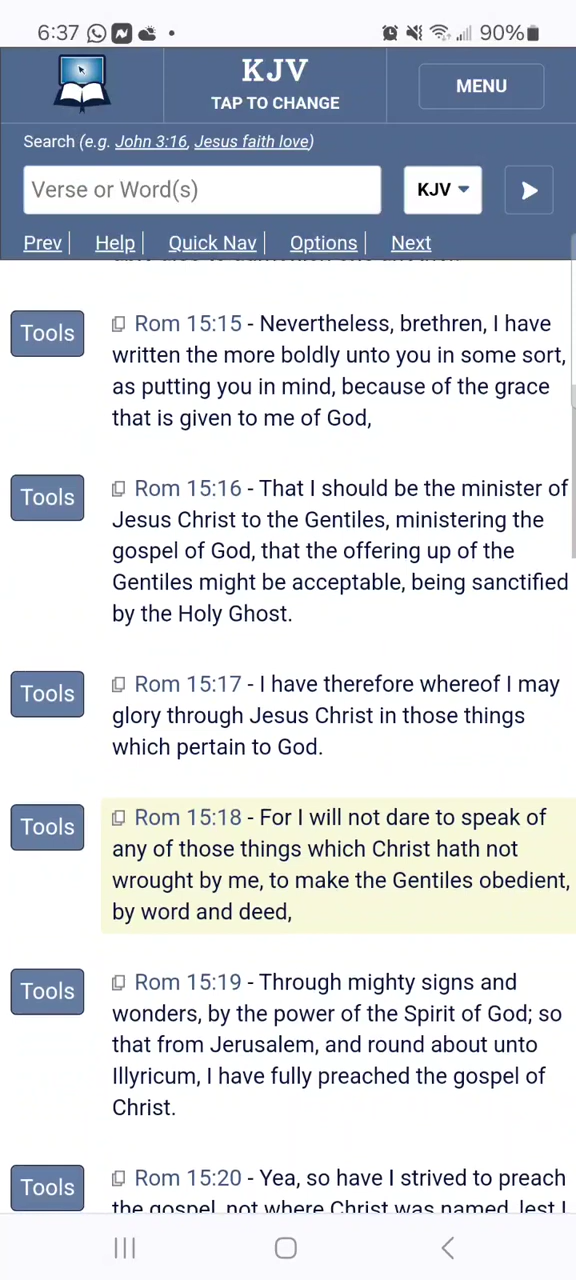 6:37
90%
KJV
TAP TO CHANGE
MENU
Search (e.g. John 3:16, Jesus faith love)
Verse or Word(s)
KJV
Prev | Help | Quick Nav | Options | Next
Tools
Rom 15:15 - Nevertheless, brethren, I have
written the more boldly unto you in some sort,
as putting you in mind, because of the grace
that is given to me of God,
Tools
Rom 15:16 - That I should be the minister of
Jesus Christ to the Gentiles, ministering the
gospel of God, that the offering up of the
Gentiles might be acceptable, being sanctified
by the Holy Ghost.
Tools
Rom 15:17 - I have therefore whereof I may
glory through Jesus Christ in those things
which pertain to God.
Tools
Rom 15:18 - For I will not dare to speak of
any of those things which Christ hath not
wrought by me, to make the Gentiles obedient,
by word and deed,
Tools
Rom 15:19 - Through mighty signs and
wonders, by the power of the Spirit of God; so
that from Jerusalem, and round about unto
Illyricum, I have fully preached the gospel of
Christ.
Tools
Rom 15:20 - Yea, so have I strived to preach
the gospel, not where Christ was named, lest I